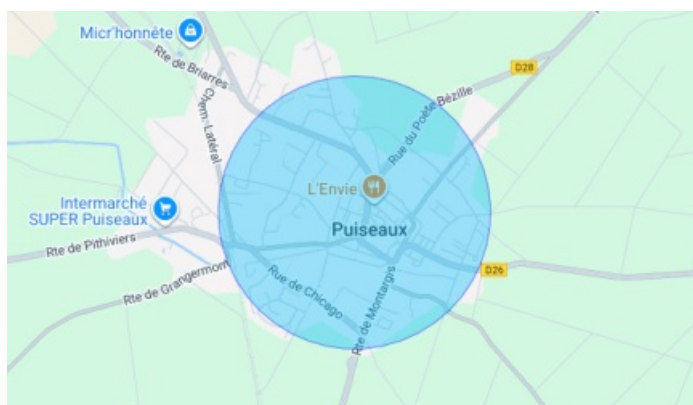 Micr'honnête
Rte de Briarres
D28
Chem. Latéral
Rue du Poète Bézille
L'Envie
Intermarché
SUPER Puiseaux
Puiseaux
Rte de Pithiviers
D26
Rte de Grangermont
Rue de Chicago
Rte de Montargis